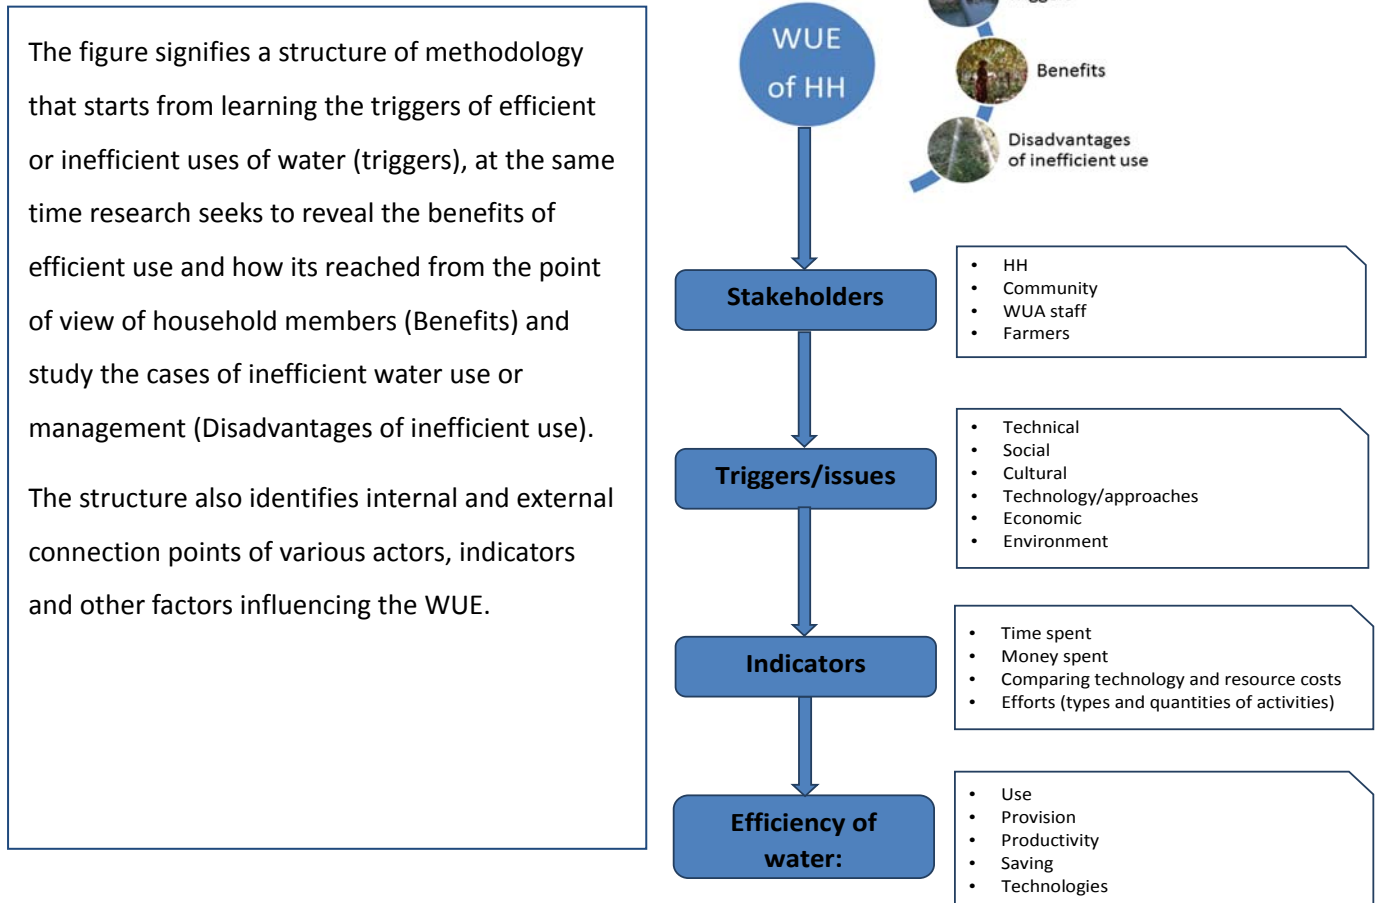 The figure signifies a structure of methodology
that starts from learning the triggers of efficient
or inefficient uses of water (triggers), at the same
time research seeks to reveal the benefits of
efficient use and how its reached from the point
of view of household members (Benefits) and
study the cases of inefficient water use or
management (Disadvantages of inefficient use).
The structure also identifies internal and external
connection points of various actors, indicators
and other factors influencing the WUE.
WUE
of HH
Benefits
Disadvantages
of inefficient use
Stakeholders
• HH
• Community
• WUA staff
• Farmers
Triggers/issues
• Technical
• Social
• Cultural
• Technology/approaches
• Economic
• Environment
Indicators
• Time spent
• Money spent
• Comparing technology and resource costs
• Efforts (types and quantities of activities)
Efficiency of
water:
• Use
• Provision
• Productivity
• Saving
• Technologies